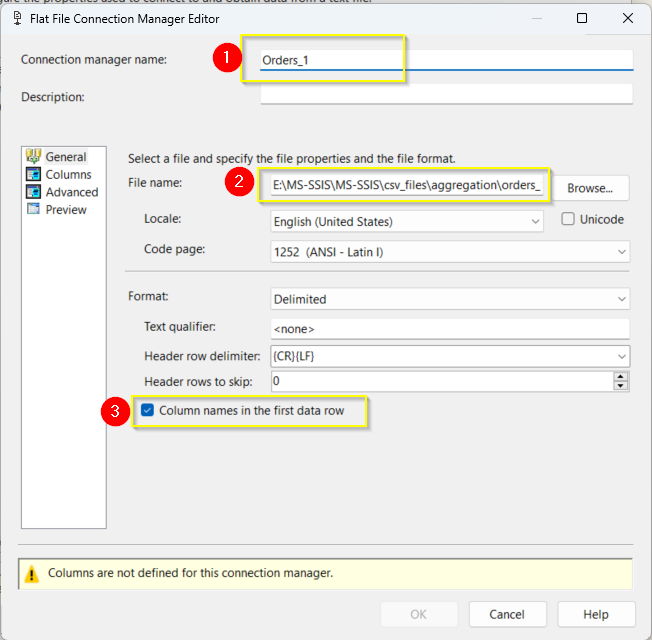 Flat File Connection Manager Editor
Connection manager name:
1
Orders_1
Description:
General
Columns
Advanced
Preview
Select a file and specify the file properties and the file format.
File name:
2
E:\MS-SSIS\MS-SSIS\csv_files\aggregation\orders_
Browse...
Locale:
English (United States)
Unicode
Code page:
1252 (ANSI - Latin I)
Format:
Delimited
Text qualifier:
<none>
Header row delimiter:
{CR}{LF}
Header rows to skip:
0
3
Column names in the first data row
Columns are not defined for this connection manager.
OK
Cancel
Help